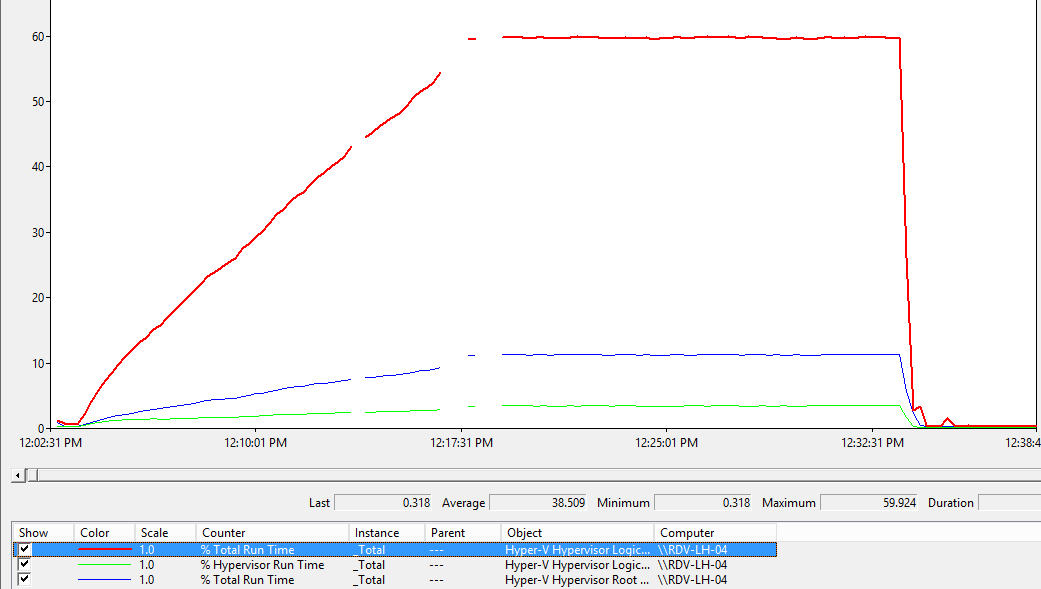 60
50
40
30
20
10
0
12:02:31 PM 12:10:01 PM 12:17:31 PM 12:25:01 PM 12:32:31 PM 12:38:4
Last 0.318 Average 38.509 Minimum 0.318 Maximum 59.924 Duration
Show Color Scale Counter Instance Parent Object Computer
1.0 % Total Run Time _Total --- Hyper-V Hypervisor Logic... \\RDV-LH-04
1.0 % Hypervisor Run Time _Total --- Hyper-V Hypervisor Logic... \\RDV-LH-04
1.0 % Total Run Time _Total --- Hyper-V Hypervisor Root ... \\RDV-LH-04